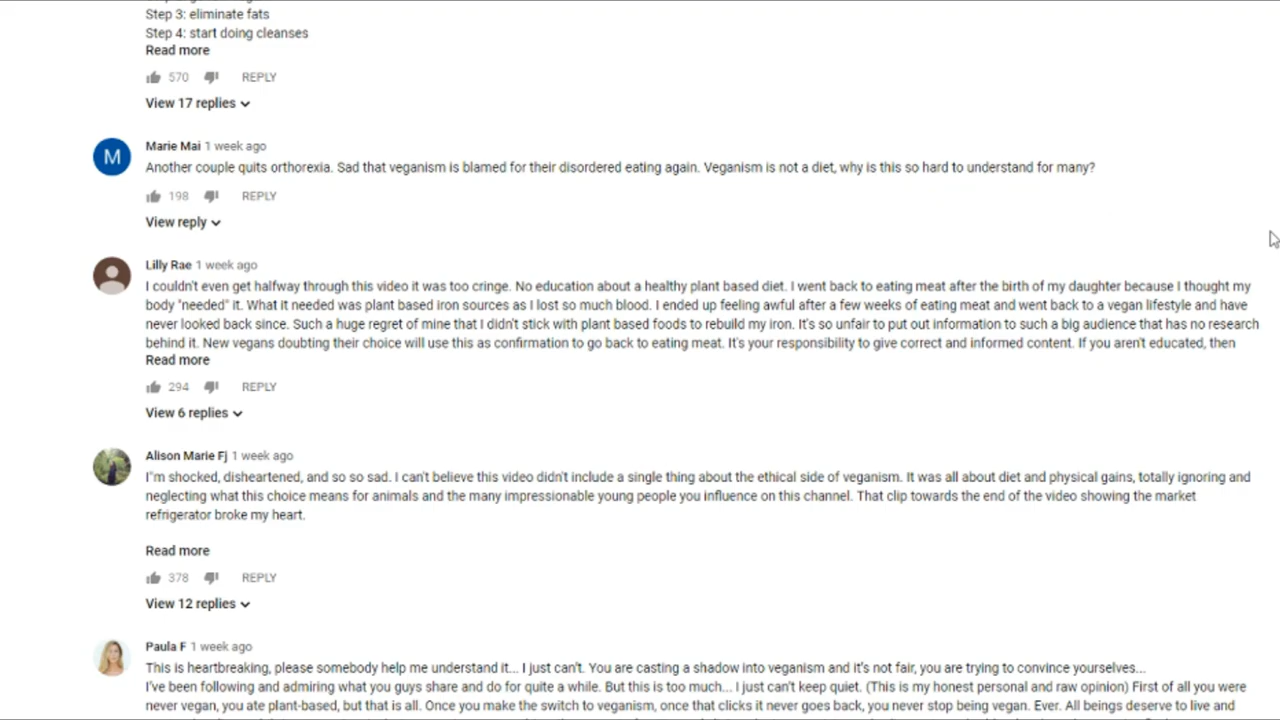 Step 3: eliminate fats
Step 4: start doing cleanses
Read more
570 REPLY
View 17 replies
M
Marie Mai 1 week ago
Another couple quits orthorexia. Sad that veganism is blamed for their disordered eating again. Veganism is not a diet, why is this so hard to understand for many?
198 REPLY
View reply
Lilly Rae 1 week ago
I couldn't even get halfway through this video it was too cringe. No education about a healthy plant based diet. I went back to eating meat after the birth of my daughter because I thought my
body "needed" it. What it needed was plant based iron sources as I lost so much blood. I ended up feeling awful after a few weeks of eating meat and went back to a vegan lifestyle and have
never looked back since. Such a huge regret of mine that I didn't stick with plant based foods to rebuild my iron. It's so unfair to put out information to such a big audience that has no research
behind it. New vegans doubting their choice will use this as confirmation to go back to eating meat. It's your responsibility to give correct and informed content. If you aren't educated, then
Read more
294 REPLY
View 6 replies
Alison Marie Fj 1 week ago
I"m shocked, disheartened, and so so sad. I can't believe this video didn't include a single thing about the ethical side of veganism. It was all about diet and physical gains, totally ignoring and
neglecting what this choice means for animals and the many impressionable young people you influence on this channel. That clip towards the end of the video showing the market
refrigerator broke my heart.
Read more
378 REPLY
View 12 replies
Paula F 1 week ago
This is heartbreaking, please somebody help me understand it... I just can't. You are casting a shadow into veganism and it's not fair, you are trying to convince yourselves...
I've been following and admiring what you guys share and do for quite a while. But this is too much... I just can't keep quiet. (This is my honest personal and raw opinion) First of all you were
never vegan, you ate plant-based, but that is all. Once you make the switch to veganism, once that clicks it never goes back, you never stop being vegan. Ever. All beings deserve to live and